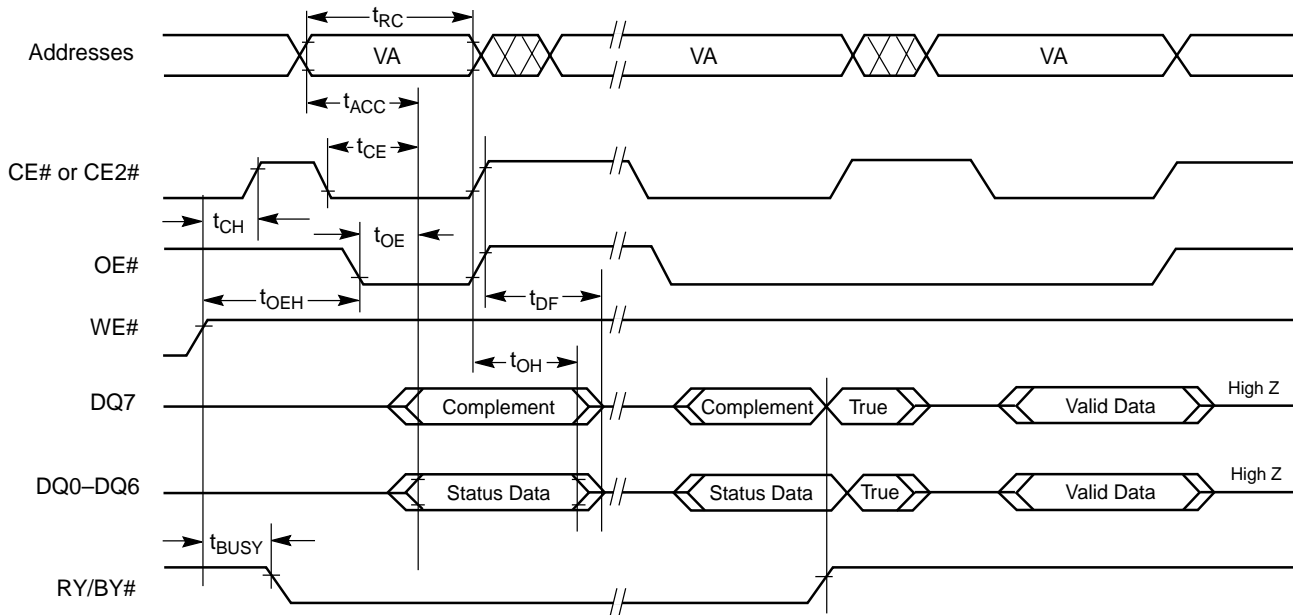 tRC
Addresses VA VA VA
tACC
tCE
CE# or CE2#
tCH tOE
OE#
tOEH tDF
WE#
tOH
DQ7 Complement Complement True Valid Data High Z
DQ0–DQ6 Status Data Status Data True Valid Data High Z
tBUSY
RY/BY#